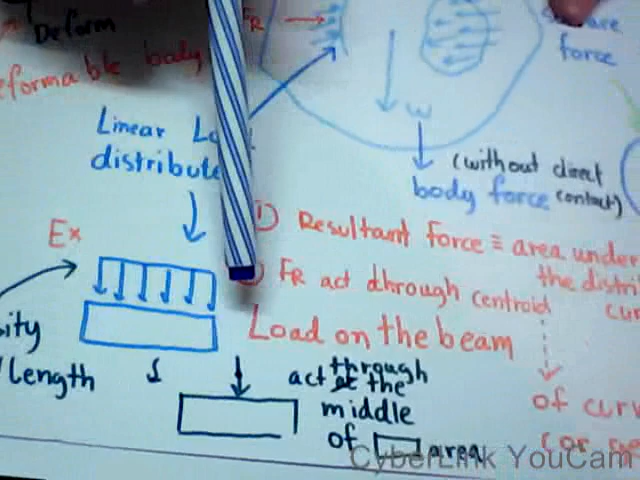 Deform
deformable body
FR
force
w
Linear
distribute
(without direct
body force contact)
Ex
1) Resultant force ≡ area under
FR act through centroid
the distri
cur
Load on the beam
length
act through
the
middle
of area
of curv
CyberLink YouCam